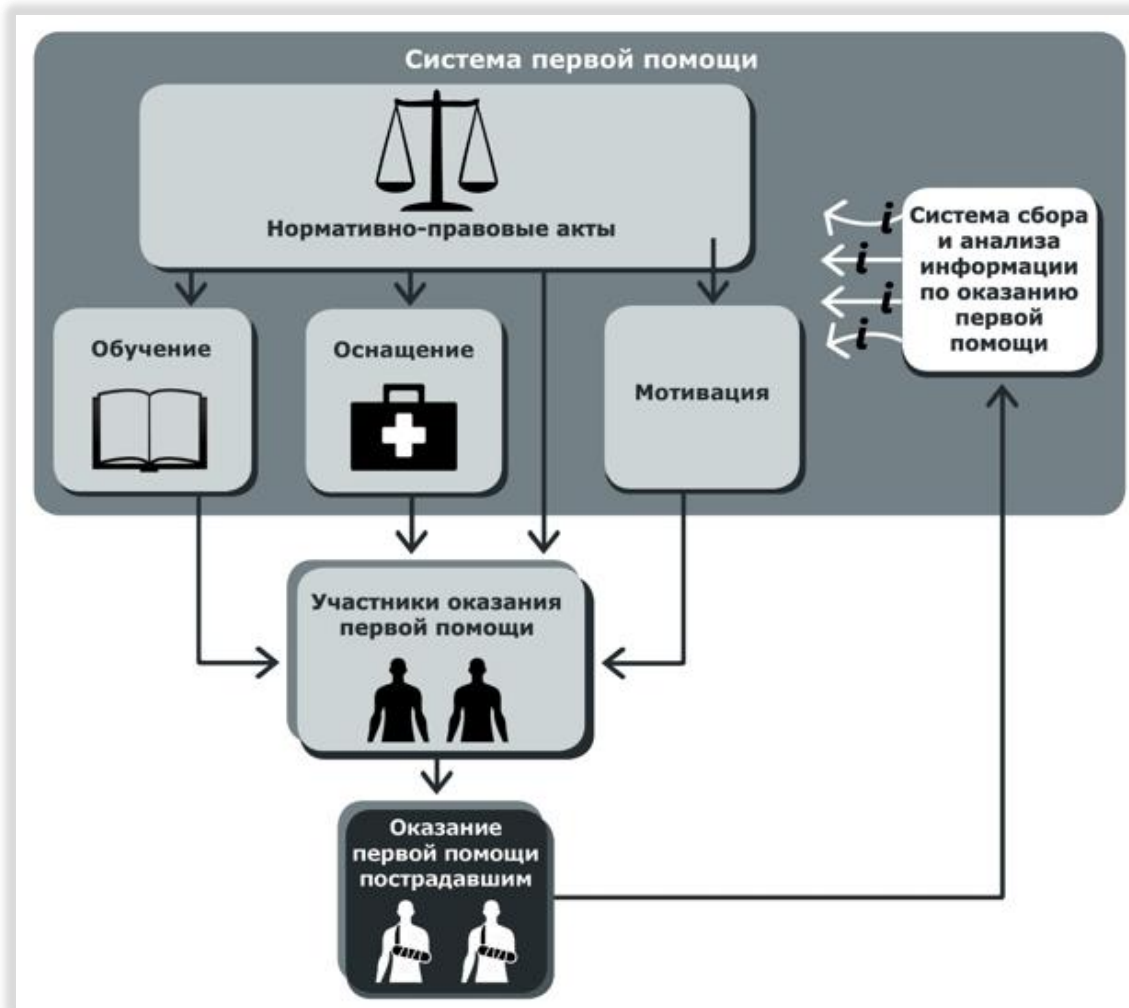 Система первой помощи
Нормативно-правовые акты
Обучение
Оснащение
Мотивация
i
i
i
i
Система сбора
и анализа
информации
по оказанию
первой
помощи
Участники оказания
первой помощи
Оказание
первой помощи
пострадавшим